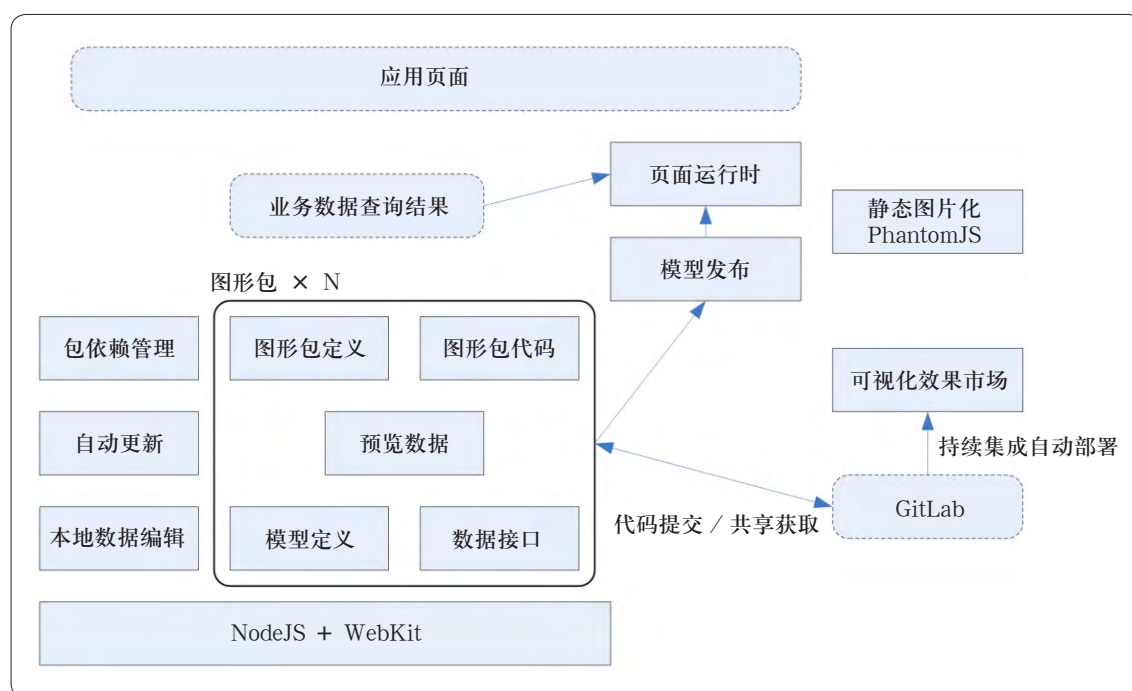 应用页面
页面运行时
业务数据查询结果
静态图片化
PhantomJS
模型发布
图形包 × N
包依赖管理
图形包定义
图形包代码
可视化效果市场
自动更新
预览数据
持续集成自动部署
本地数据编辑
模型定义
数据接口
代码提交 / 共享获取
GitLab
NodeJS + WebKit